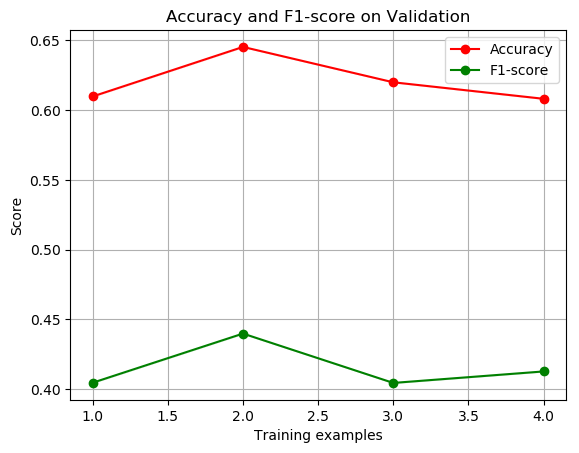 Accuracy and F1-score on Validation
Accuracy
F1-score
0.65
0.60
0.55
0.50
0.45
0.40
Score
1.0 1.5 2.0 2.5 3.0 3.5 4.0
Training examples